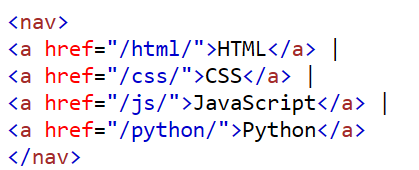 <nav>
<a href="/html/">HTML</a> |
<a href="/css/">CSS</a> |
<a href="/js/">JavaScript</a> |
<a href="/python/">Python</a>
</nav>